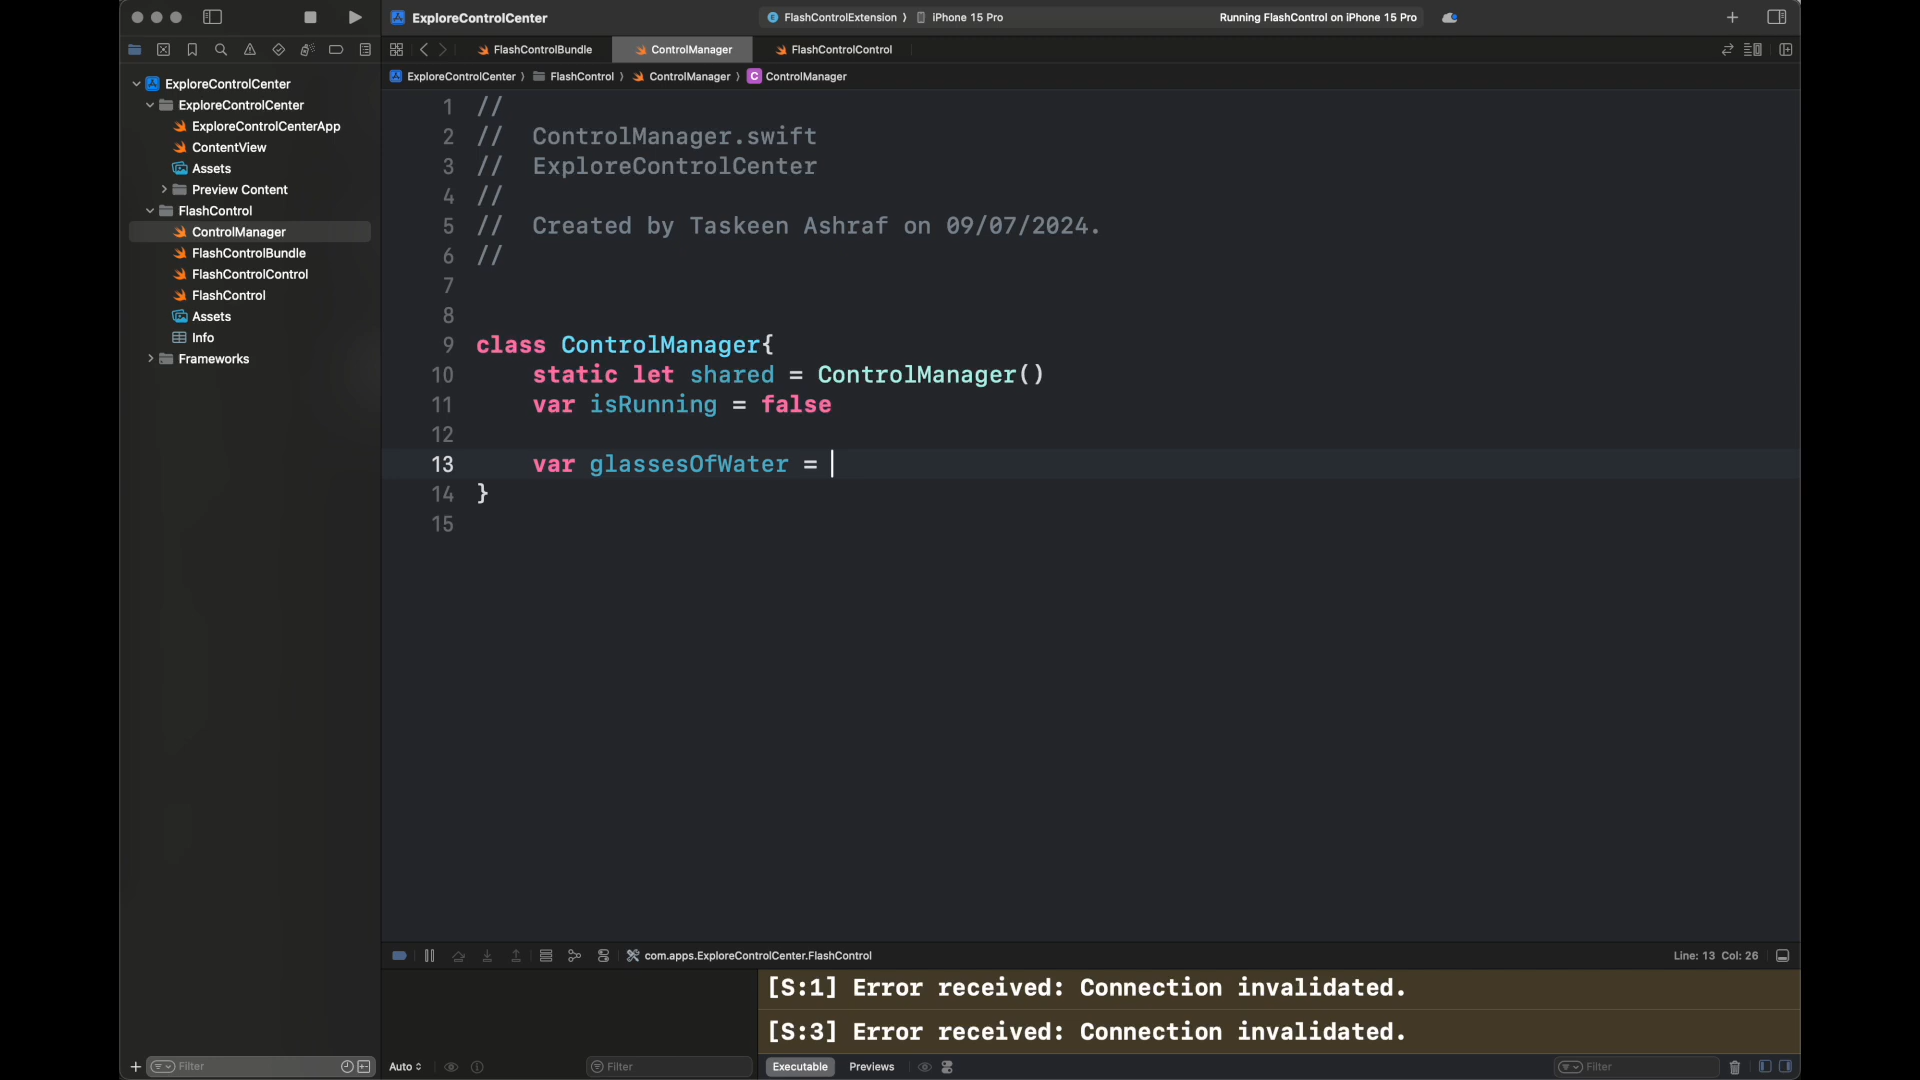 ExploreControlCenter
FlashControlExtension
iPhone 15 Pro
Running FlashControl on iPhone 15 Pro
FlashControlBundle
ControlManager
FlashControlControl
ExploreControlCenter
FlashControl
ControlManager
C
ControlManager
ExploreControlCenter
ExploreControlCenter
ExploreControlCenterApp
ContentView
Assets
Preview Content
FlashControl
ControlManager
FlashControlBundle
FlashControlControl
FlashControl
Assets
Info
Frameworks
1 //
2 //  ControlManager.swift
3 //  ExploreControlCenter
4 //
5 //  Created by Taskeen Ashraf on 09/07/2024.
6 //
7
8
9 class ControlManager{
10     static let shared = ControlManager()
11     var isRunning = false
12
13     var glassesOfWater =
14 }
15
com.apps.ExploreControlCenter.FlashControl
Line: 13 Col: 26
[S:1] Error received: Connection invalidated.
[S:3] Error received: Connection invalidated.
Filter
Auto
Filter
Executable
Previews
Filter